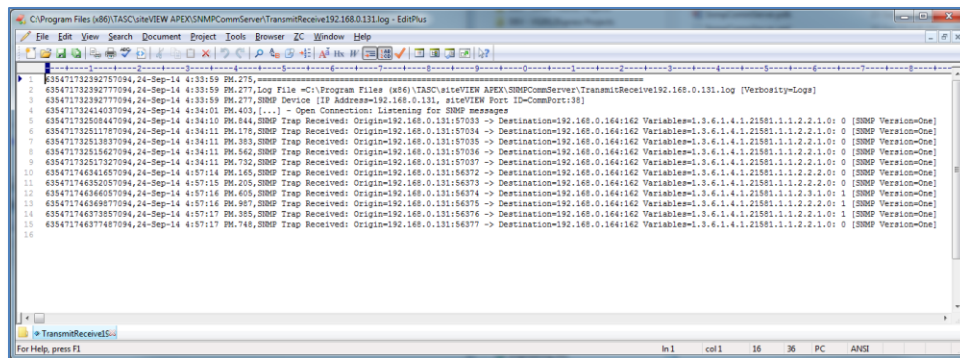 C:\Program Files (x86)\TASC\siteVIEW APEX\SNMPCommServer\TransmitReceive192.168.0.131.log - EditPlus
File Edit View Search Document Project Tools Browser ZC Window Help
1 635471732392757094,24-Sep-14 4:33:59 PM.275,=====================================================================================
2 635471732392777094,24-Sep-14 4:33:59 PM.277,Log File =C:\Program Files (x86)\TASC\siteVIEW APEX\SNMPCommServer\TransmitReceive192.168.0.131.log [Verbosity=Logs]
3 635471732392777094,24-Sep-14 4:33:59 PM.277,SNMP Device [IP Address=192.168.0.131, siteVIEW Port ID=CommPort:38]
4 635471732414037094,24-Sep-14 4:34:01 PM.403,[...] - Open Connection: Listening for SNMP messages
5 635471732508447094,24-Sep-14 4:34:10 PM.844,SNMP Trap Received: Origin=192.168.0.131:57033 -> Destination=192.168.0.164:162 Variables=1.3.6.1.4.1.21581.1.1.2.2.1.0: 0 [SNMP Version=One]
6 635471732511787094,24-Sep-14 4:34:11 PM.178,SNMP Trap Received: Origin=192.168.0.131:57034 -> Destination=192.168.0.164:162 Variables=1.3.6.1.4.1.21581.1.1.2.2.1.0: 0 [SNMP Version=One]
7 635471732513837094,24-Sep-14 4:34:11 PM.383,SNMP Trap Received: Origin=192.168.0.131:57035 -> Destination=192.168.0.164:162 Variables=1.3.6.1.4.1.21581.1.1.2.2.1.0: 0 [SNMP Version=One]
8 635471732515627094,24-Sep-14 4:34:11 PM.562,SNMP Trap Received: Origin=192.168.0.131:57036 -> Destination=192.168.0.164:162 Variables=1.3.6.1.4.1.21581.1.1.2.2.1.0: 0 [SNMP Version=One]
9 635471732517327094,24-Sep-14 4:34:11 PM.732,SNMP Trap Received: Origin=192.168.0.131:57037 -> Destination=192.168.0.164:162 Variables=1.3.6.1.4.1.21581.1.1.2.2.1.0: 0 [SNMP Version=One]
10 635471746341657094,24-Sep-14 4:57:14 PM.165,SNMP Trap Received: Origin=192.168.0.131:56372 -> Destination=192.168.0.164:162 Variables=1.3.6.1.4.1.21581.1.1.2.2.2.0: 0 [SNMP Version=One]
11 635471746352057094,24-Sep-14 4:57:15 PM.205,SNMP Trap Received: Origin=192.168.0.131:56373 -> Destination=192.168.0.164:162 Variables=1.3.6.1.4.1.21581.1.1.2.2.2.0: 0 [SNMP Version=One]
12 635471746366057094,24-Sep-14 4:57:16 PM.605,SNMP Trap Received: Origin=192.168.0.131:56374 -> Destination=192.168.0.164:162 Variables=1.3.6.1.4.1.21581.1.1.2.2.3.0: 1 [SNMP Version=One]
13 635471746369877094,24-Sep-14 4:57:16 PM.987,SNMP Trap Received: Origin=192.168.0.131:56375 -> Destination=192.168.0.164:162 Variables=1.3.6.1.4.1.21581.1.1.2.2.2.0: 1 [SNMP Version=One]
14 635471746373857094,24-Sep-14 4:57:17 PM.385,SNMP Trap Received: Origin=192.168.0.131:56376 -> Destination=192.168.0.164:162 Variables=1.3.6.1.4.1.21581.1.1.2.2.1.0: 1 [SNMP Version=One]
15 635471746377487094,24-Sep-14 4:57:17 PM.748,SNMP Trap Received: Origin=192.168.0.131:56377 -> Destination=192.168.0.164:162 Variables=1.3.6.1.4.1.21581.1.1.2.2.1.0: 0 [SNMP Version=One]
16
For Help, press F1 ln 1 col 1 16 36 PC ANSI